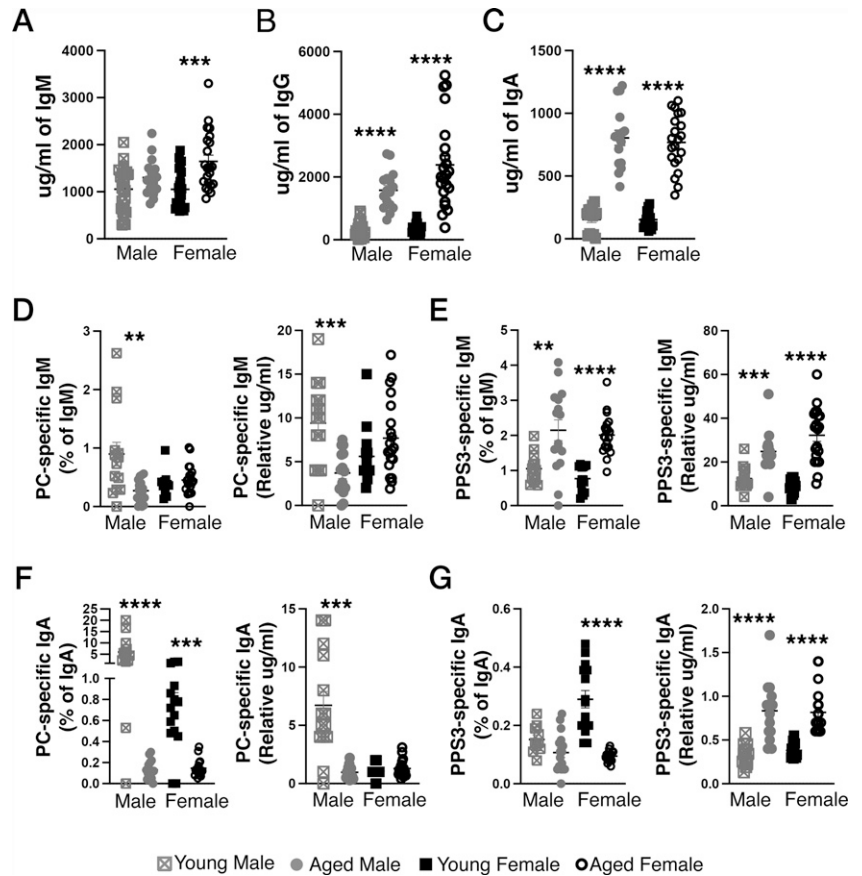 A
ug/ml of IgM
4000
3000
2000
1000
0
***
Male Female
B
ug/ml of IgG
6000
4000
2000
0
****
****
Male Female
C
ug/ml of IgA
1500
1000
500
0
****
****
Male Female
D
PC-specific IgM
(% of IgM)
3
2
1
0
**
Male Female
PC-specific IgM
(Relative ug/ml)
20
15
10
5
0
***
Male Female
E
PPS3-specific IgM
(% of IgM)
5
4
3
2
1
0
**
****
Male Female
PPS3-specific IgM
(Relative ug/ml)
80
60
40
20
0
***
****
Male Female
F
PC-specific IgA
(% of IgA)
25
20
15
10
5
1.0
0.8
0.6
0.4
0.2
0.0
****
***
Male Female
PC-specific IgA
(Relative ug/ml)
15
10
5
0
***
Male Female
G
PPS3-specific IgA
(% of IgA)
0.6
0.4
0.2
0.0
****
Male Female
PPS3-specific IgA
(Relative ug/ml)
2.0
1.5
1.0
0.5
0.0
****
****
Male Female
Young Male Aged Male Young Female Aged Female